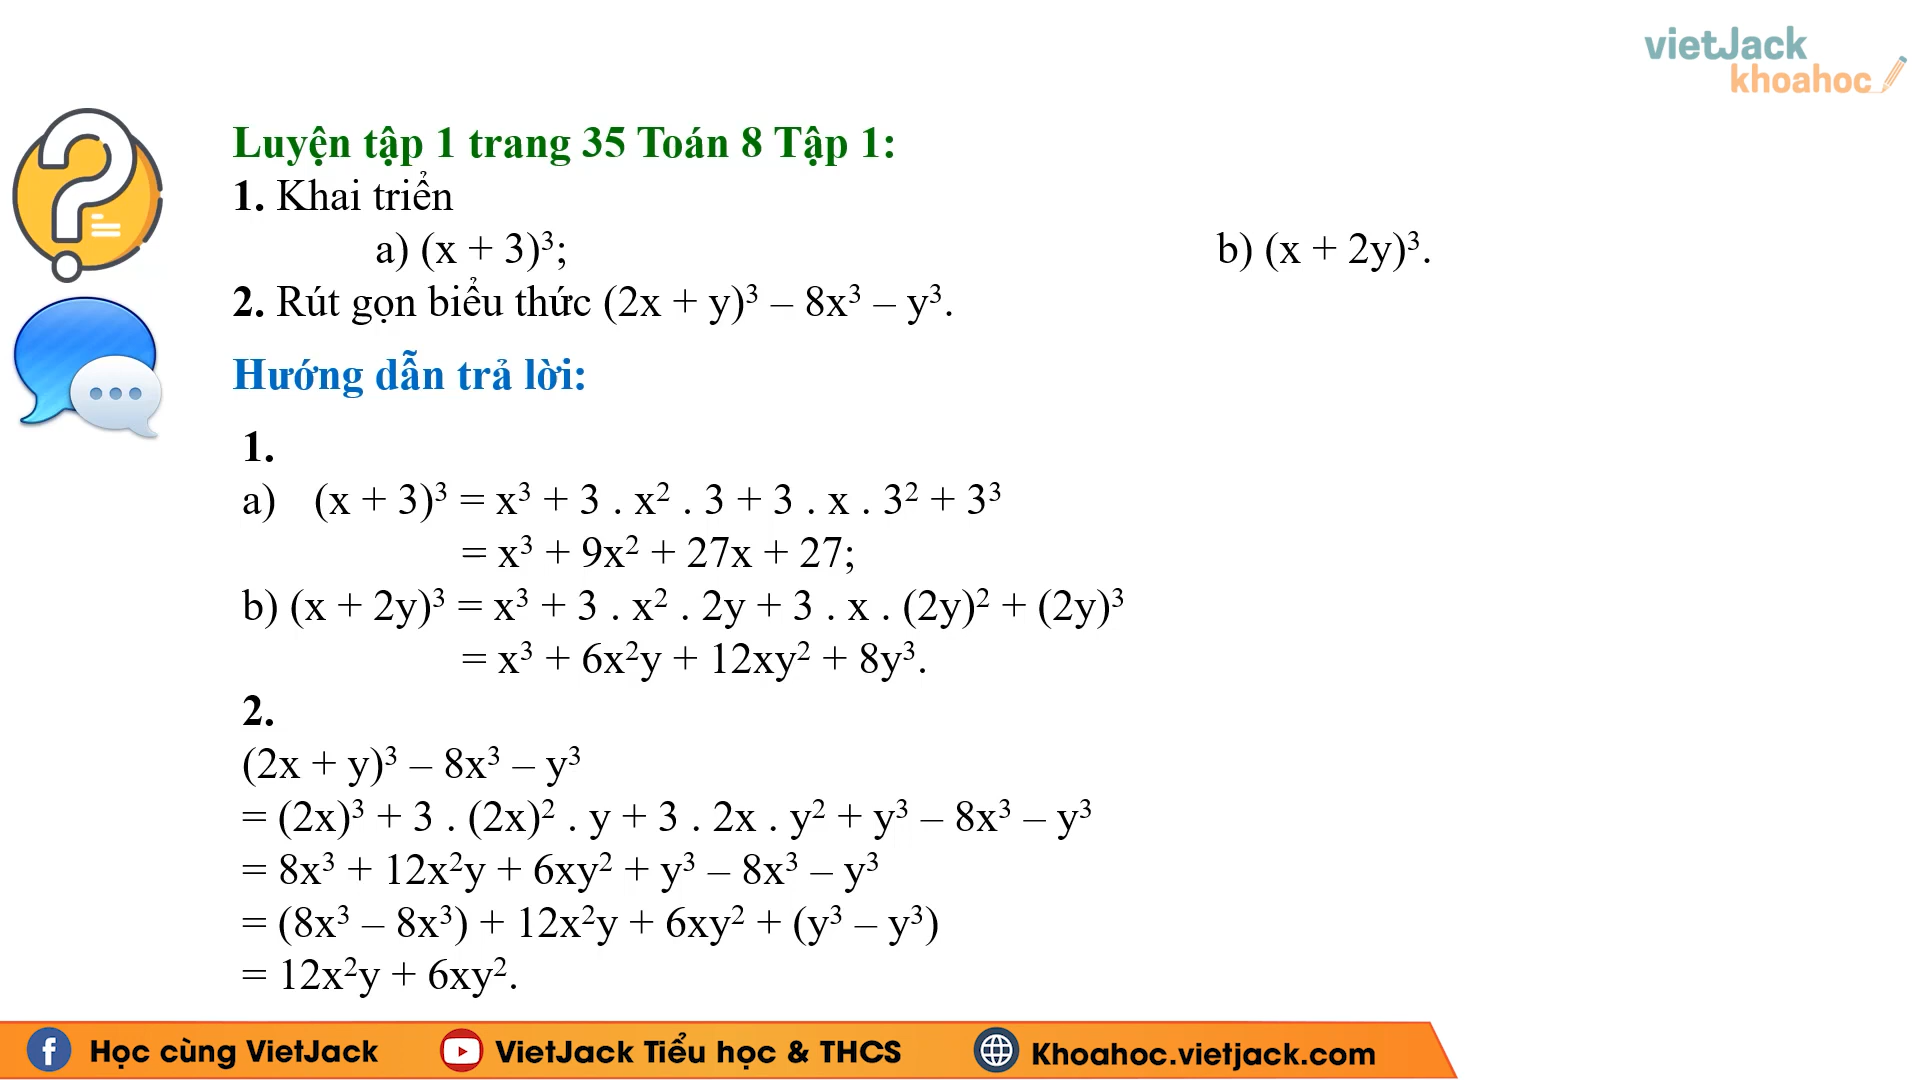 vietJack
khoahoc
Luyện tập 1 trang 35 Toán 8 Tập 1:
1. Khai triển
a) (x + 3)³; b) (x + 2y)³.
2. Rút gọn biểu thức (2x + y)³ – 8x³ – y³.
Hướng dẫn trả lời:
1.
a) (x + 3)³ = x³ + 3 . x² . 3 + 3 . x . 3² + 3³
= x³ + 9x² + 27x + 27;
b) (x + 2y)³ = x³ + 3 . x² . 2y + 3 . x . (2y)² + (2y)³
= x³ + 6x²y + 12xy² + 8y³.
2.
(2x + y)³ – 8x³ – y³
= (2x)³ + 3 . (2x)² . y + 3 . 2x . y² + y³ – 8x³ – y³
= 8x³ + 12x²y + 6xy² + y³ – 8x³ – y³
= (8x³ – 8x³) + 12x²y + 6xy² + (y³ – y³)
= 12x²y + 6xy².
Học cùng VietJack VietJack Tiểu học & THCS Khoahoc.vietjack.com